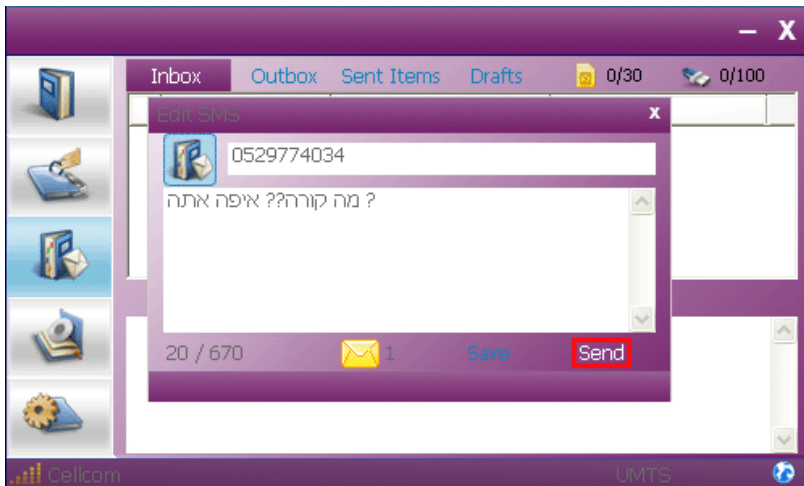 – X
Inbox Outbox Sent Items Drafts 0/30 0/100
Edit SMS x
0529774034
מה קורה?? איפה אתה ?
20 / 670 1 Save Send
Cellcom UMTS